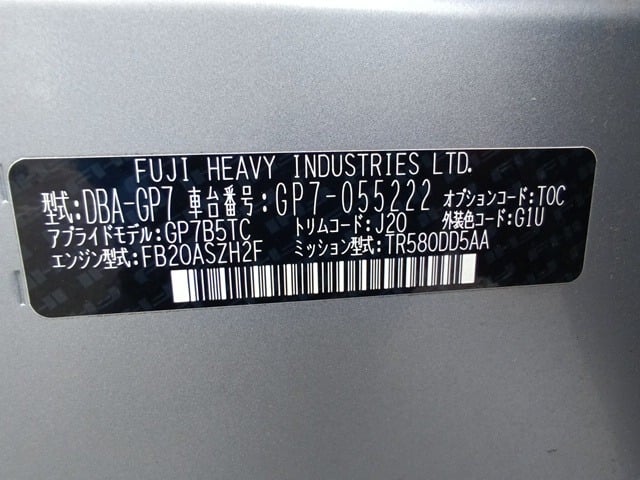 FUJI HEAVY INDUSTRIES LTD.
型式:DBA-GP7 車台番号:GP7-055222 オプションコード:TOC
アプライドモデル:GP7B5TC トリムコード:J20 外装色コード:G1U
エンジン型式:FB20ASZH2F ミッション型式:TR580DD5AA